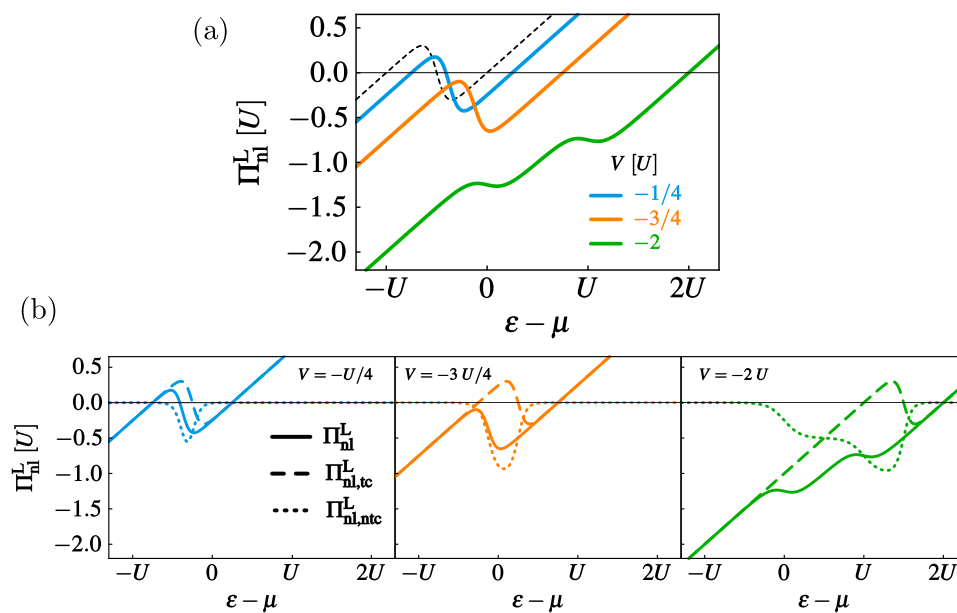 (a)
0.5
0.0
−0.5
−1.0
−1.5
−2.0
Π^L_nl [U]
V [U]
−1/4
−3/4
−2
−U 0 U 2U
ε − μ
(b)
0.5
0.0
−0.5
−1.0
−1.5
−2.0
Π^L_nl [U]
V = −U/4
Π^L_nl
Π^L_nl,tc
Π^L_nl,ntc
V = −3 U/4
V = −2 U
−U 0 U 2U −U 0 U 2U −U 0 U 2U
ε − μ ε − μ ε − μ